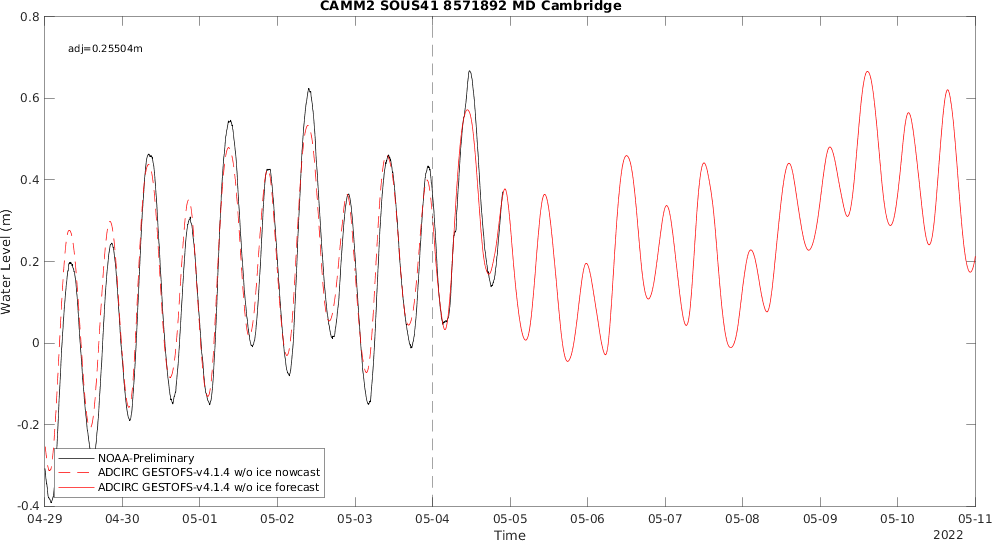 CAMM2 SOUS41 8571892 MD Cambridge
adj=0.25504m
0.8
0.6
0.4
0.2
0
-0.2
-0.4
Water Level (m)
NOAA-Preliminary
ADCIRC GESTOFS-v4.1.4 w/o ice nowcast
ADCIRC GESTOFS-v4.1.4 w/o ice forecast
04-29 04-30 05-01 05-02 05-03 05-04 05-05 05-06 05-07 05-08 05-09 05-10 05-11
Time
2022